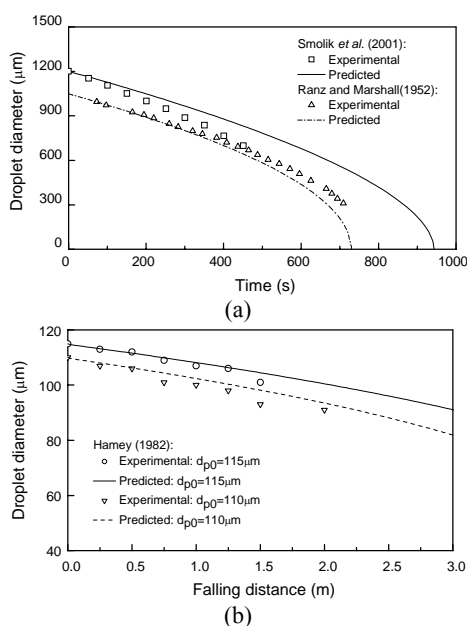 (a)
1500
1200
900
600
300
0
Droplet diameter (μm)
Smolik et al. (2001):
Experimental
Predicted
Ranz and Marshall(1952):
Experimental
Predicted
0 200 400 600 800 1000
Time (s)
(a)
120
100
80
60
40
Droplet diameter (μm)
Hamey (1982):
Experimental: dp0=115μm
Predicted: dp0=115μm
Experimental: dp0=110μm
Predicted: dp0=110μm
0.0 0.5 1.0 1.5 2.0 2.5 3.0
Falling distance (m)
(b)